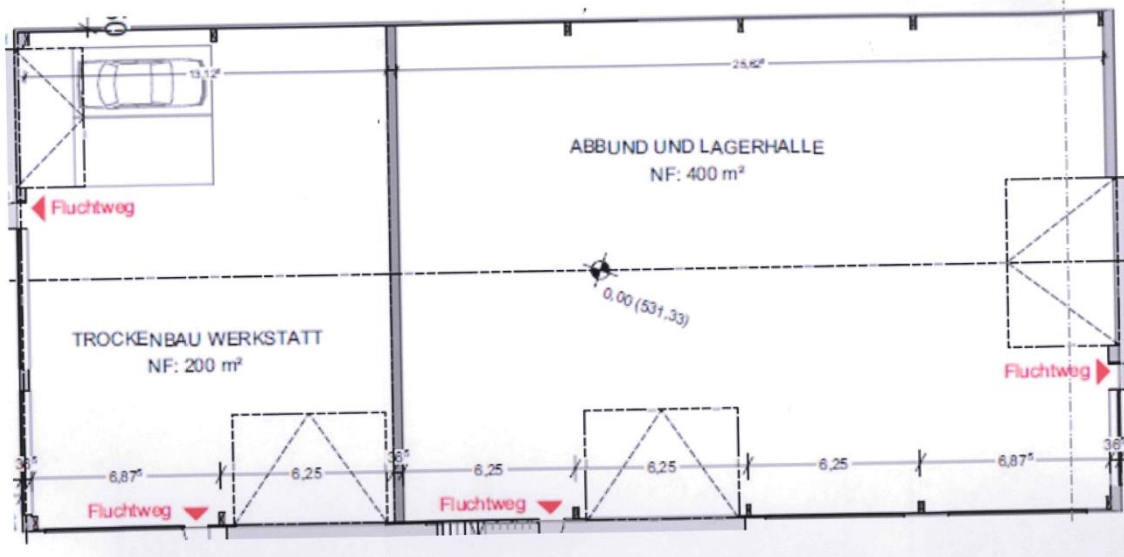 13,12⁵
25,62⁵
ABBUND UND LAGERHALLE
NF: 400 m²
Fluchtweg
0,00 (531,33)
TROCKENBAU WERKSTATT
NF: 200 m²
Fluchtweg
36⁵
6,87⁵
6,25
36⁵
6,25
6,25
6,25
6,87⁵
36⁵
Fluchtweg
Fluchtweg